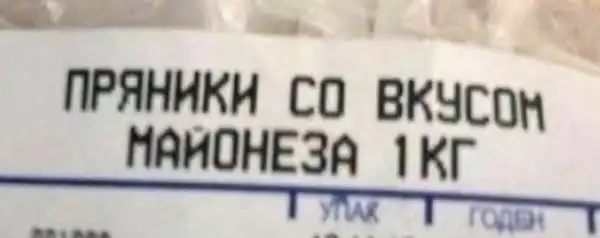 ПРЯНИКИ СО ВКУСОМ
МАЙОНЕЗА 1КГ
УПАК ГОДЕН